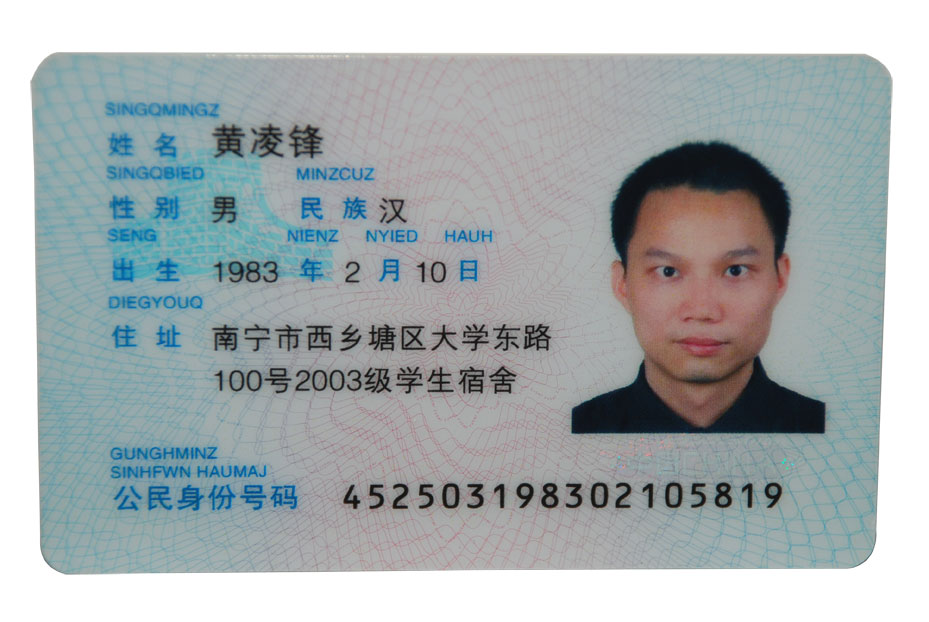 SINGQMINGZ
姓 名 黄凌锋
SINGQBIED MINZCUZ
性 别 男 民 族 汉
SENG NIENZ NYIED HAUH
出 生 1983 年 2 月 10 日
DIEGYOUQ
住 址 南宁市西乡塘区大学东路
100号2003级学生宿舍
GUNGHMINZ
SINHFWN HAUMAJ
公民身份号码 452503198302105819